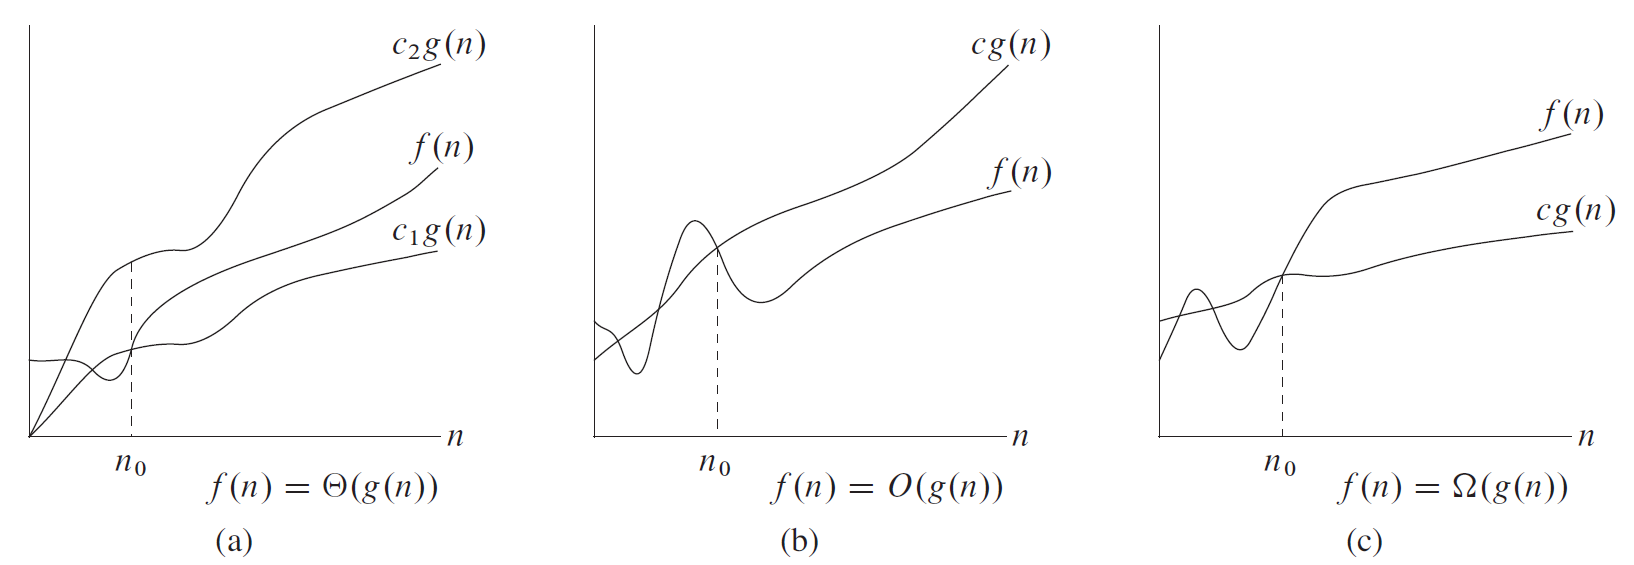 c₂g(n)
f(n)
c₁g(n)
n
n₀
f(n) = Θ(g(n))
(a)
cg(n)
f(n)
n
n₀
f(n) = O(g(n))
(b)
f(n)
cg(n)
n
n₀
f(n) = Ω(g(n))
(c)